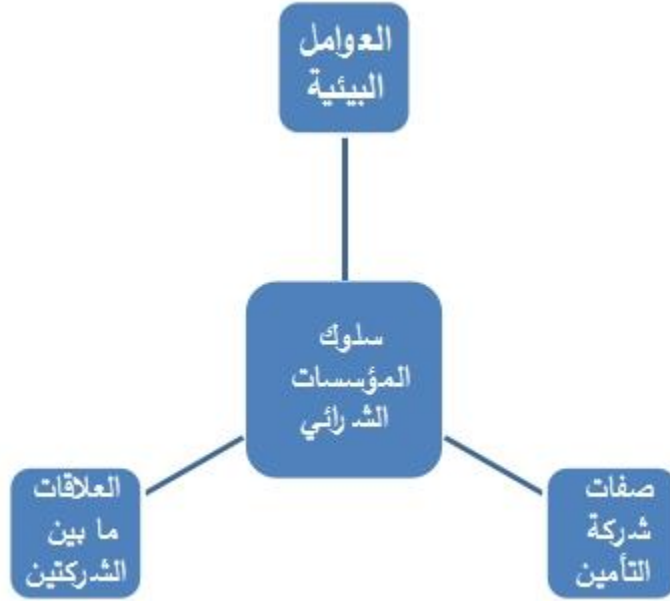 العوامل
البيئية
سلوك
المؤسسات
الشرائي
صفات
شركة
التأمين
العلاقات
ما بين
الشركتين